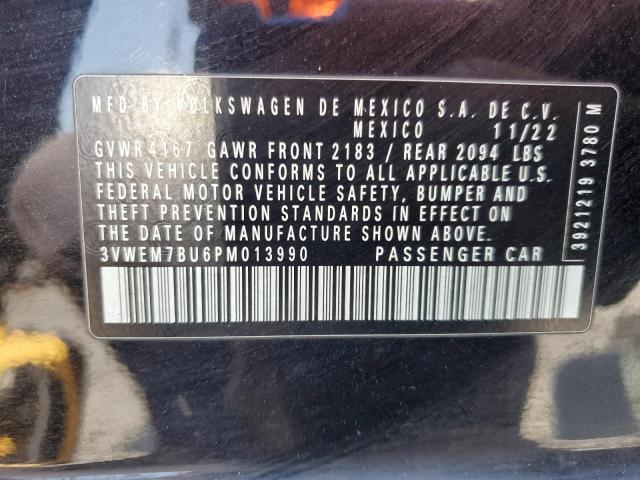 MFD BY VOLKSWAGEN DE MEXICO S.A. DE C.V.
MEXICO 11/22
GVWR 4167 GAWR FRONT 2183 / REAR 2094 LBS
THIS VEHICLE CONFORMS TO ALL APPLICABLE U.S.
FEDERAL MOTOR VEHICLE SAFETY, BUMPER AND
THEFT PREVENTION STANDARDS IN EFFECT ON
DATE OF MANUFACTURE SHOWN ABOVE.
3VWEM7BU6PM013990 PASSENGER CAR
3921219 3780 M